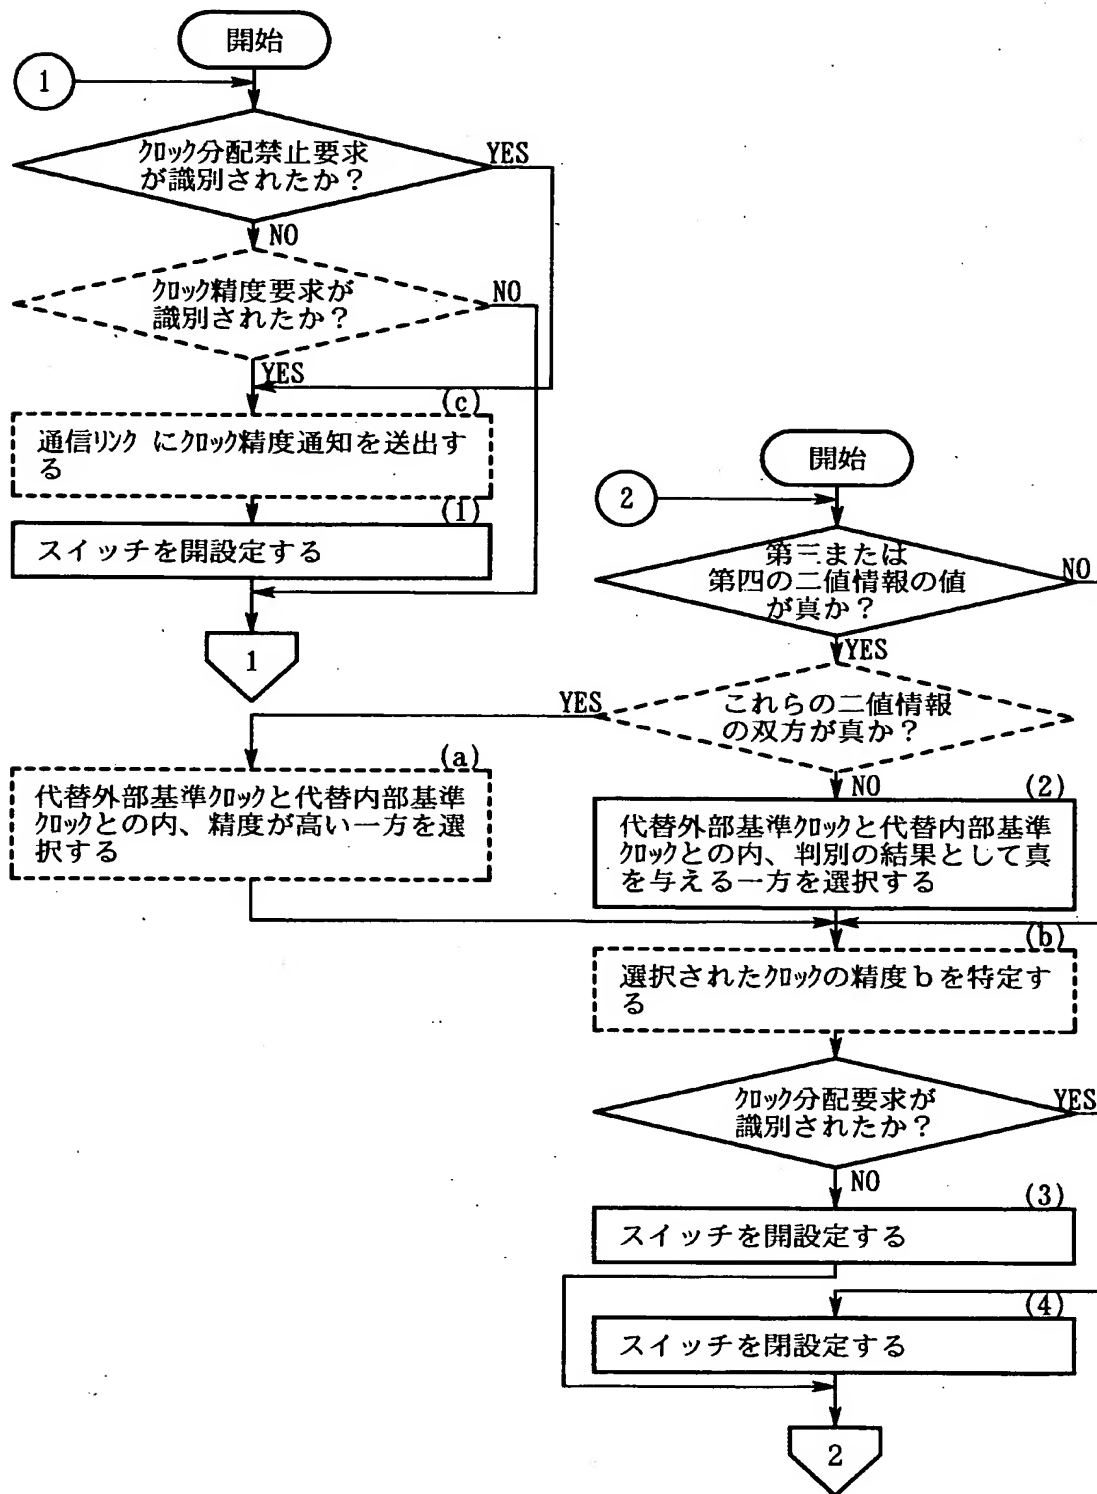 開始
1
クロック分配禁止要求
が識別されたか？
YES
NO
クロック精度要求が
識別されたか？
NO
YES
(c)
通信リンク にクロック精度通知を送出す
る
(1)
スイッチを開設定する
1
開始
2
第三または
第四の二値情報の値
が真か？
NO
YES
これらの二値情報
の双方が真か？
YES
NO
(a)
代替外部基準クロックと代替内部基準
クロックとの内、精度が高い一方を選
択する
(2)
代替外部基準クロックと代替内部基準
クロックとの内、判別の結果として真
を与える一方を選択する
(b)
選択されたクロックの精度ｂを特定す
る
クロック分配要求が
識別されたか？
YES
NO
(3)
スイッチを開設定する
(4)
スイッチを閉設定する
2